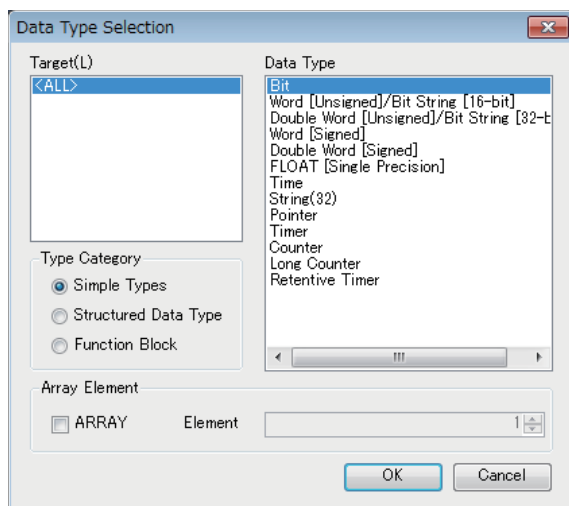 Data Type Selection
Target(L)
<ALL>
Data Type
Bit
Word [Unsigned]/Bit String [16-bit]
Double Word [Unsigned]/Bit String [32-b
Word [Signed]
Double Word [Signed]
FLOAT [Single Precision]
Time
String(32)
Pointer
Timer
Counter
Long Counter
Retentive Timer
Type Category
Simple Types
Structured Data Type
Function Block
Array Element
ARRAY
Element
1
OK
Cancel